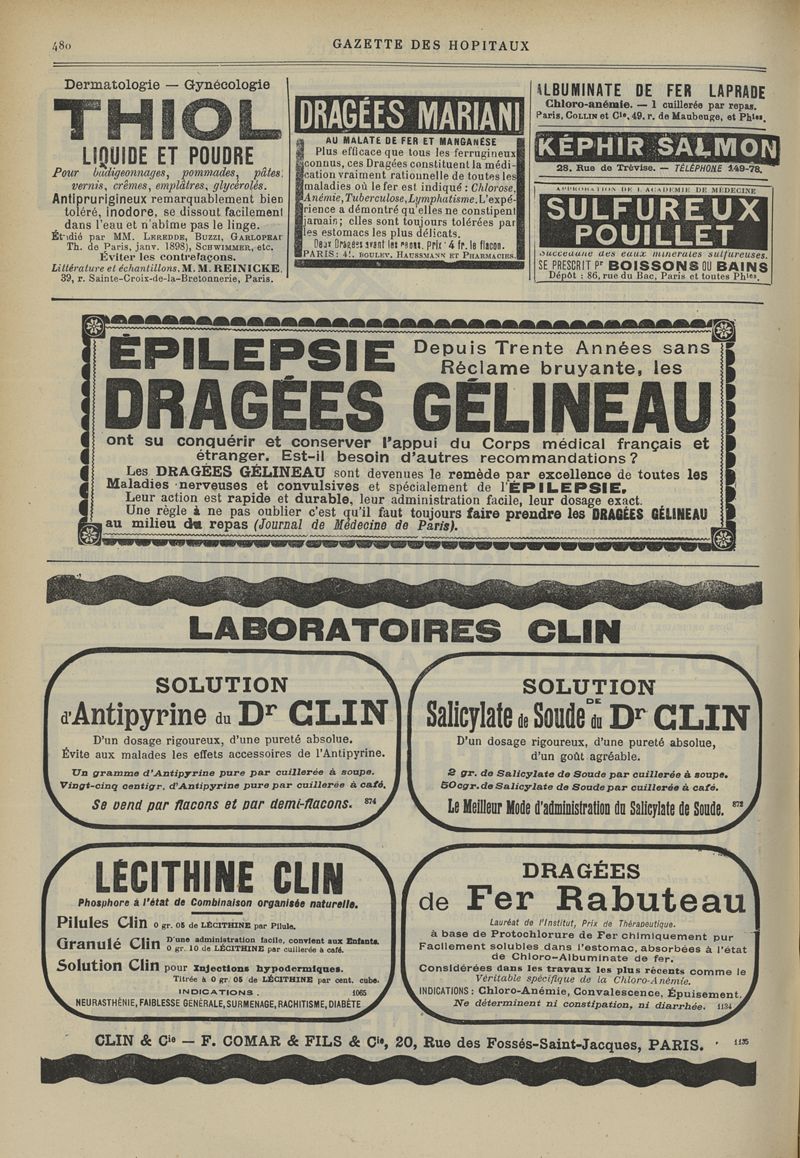 480
GAZETTE DES HOPITAUX
Dermatologie — Gynécologie
THIOL
LIQUIDE ET POUDRE
Pour badigeonnages, pommades, pâtes,
vernis, crêmes, emplâtres, glycérolés.
Antiprurigineux remarquablement bien
toléré, inodore, se dissout facilement
dans l'eau et n'abîme pas le linge.
Étudié par MM. LEREDDE, BUZZI, GARLOPEAU
Th. de Paris, janv. 1898), SCHWIMMER, etc.
Éviter les contrefaçons.
Littérature et échantillons. M. M. REINICKE.
39, r. Sainte-Croix-de-la-Bretonnerie, Paris.
DRAGÉES MARIANI
AU MALATE DE FER ET MANGANÈSE
Plus efficace que tous les ferrugineux
connus, ces Dragées constituent la médi-
cation vraiment rationnelle de toutes les
maladies où le fer est indiqué : Chlorose,
Anémie, Tuberculose, Lymphatisme. L'expé-
rience a démontré qu'elles ne constipent
jamais; elles sont toujours tolérées par
les estomacs les plus délicats.
Deux Dragées avant les repas. Prix : 4 fr. le flacon.
PARIS: 41, BOULEV. HAUSSMANN ET PHARMACIES.
ALBUMINATE DE FER LAPRADE
Chloro-anémie. — 1 cuillerée par repas.
Paris, COLLIN et Cie, 49, r. de Maubeuge, et Phies.
KÉPHIR SALMON
28, Rue de Trévise. — TÉLÉPHONE 149-78.
APPROBATION DE L'ACADÉMIE DE MÉDECINE
SULFUREUX
POUILLET
Succédané des eaux minérales sulfureuses.
SE PRESCRIT Pr BOISSONS OU BAINS
Dépôt : 86, rue du Bac, Paris et toutes Phies.
ÉPILEPSIE Depuis Trente Années sans
Réclame bruyante, les
DRAGÉES GÉLINEAU
ont su conquérir et conserver l'appui du Corps médical français et
étranger. Est-il besoin d'autres recommandations ?
Les DRAGÉES GÉLINEAU sont devenues le remède par excellence de toutes les
Maladies nerveuses et convulsives et spécialement de l'ÉPILEPSIE.
Leur action est rapide et durable, leur administration facile, leur dosage exact.
Une règle à ne pas oublier c'est qu'il faut toujours faire prendre les DRAGÉES GÉLINEAU
au milieu du repas (Journal de Médecine de Paris).
LABORATOIRES CLIN
SOLUTION
d'Antipyrine du Dr CLIN
D'un dosage rigoureux, d'une pureté absolue.
Évite aux malades les effets accessoires de l'Antipyrine.
Un gramme d'Antipyrine pure par cuillerée à soupe.
Vingt-cinq centigr. d'Antipyrine pure par cuillerée à café.
Se vend par flacons et par demi-flacons. 874
SOLUTION
DE
Salicylate de Soude du Dr CLIN
D'un dosage rigoureux, d'une pureté absolue,
d'un goût agréable.
2 gr. de Salicylate de Soude par cuillerée à soupe.
50 cgr. de Salicylate de Soude par cuillerée à café.
Le Meilleur Mode d'administration du Salicylate de Soude. 872
LÉCITHINE CLIN
Phosphore à l'état de Combinaison organisée naturelle.
Pilules Clin 0 gr. 05 de LÉCITHINE par Pilule.
Granulé Clin D'une administration facile, convient aux Enfants.
0 gr. 10 de LÉCITHINE par cuillerée à café.
Solution Clin pour Injections hypodermiques.
Titrée à 0 gr. 05 de LÉCITHINE par cent. cube.
INDICATIONS : 1065
NEURASTHÉNIE, FAIBLESSE GÉNÉRALE, SURMENAGE, RACHITISME, DIABÈTE
DRAGÉES
de Fer Rabuteau
Lauréat de l'Institut, Prix de Thérapeutique.
à base de Protochlorure de Fer chimiquement pur
Facilement solubles dans l'estomac, absorbées à l'état
de Chloro-Albuminate de fer.
Considérées dans les travaux les plus récents comme le
Véritable spécifique de la Chloro-Anémie.
INDICATIONS : Chloro-Anémie, Convalescence, Épuisement.
Ne déterminent ni constipation, ni diarrhée. 1134
CLIN & Cie — F. COMAR & FILS & Cie, 20, Rue des Fossés-Saint-Jacques, PARIS. 1135